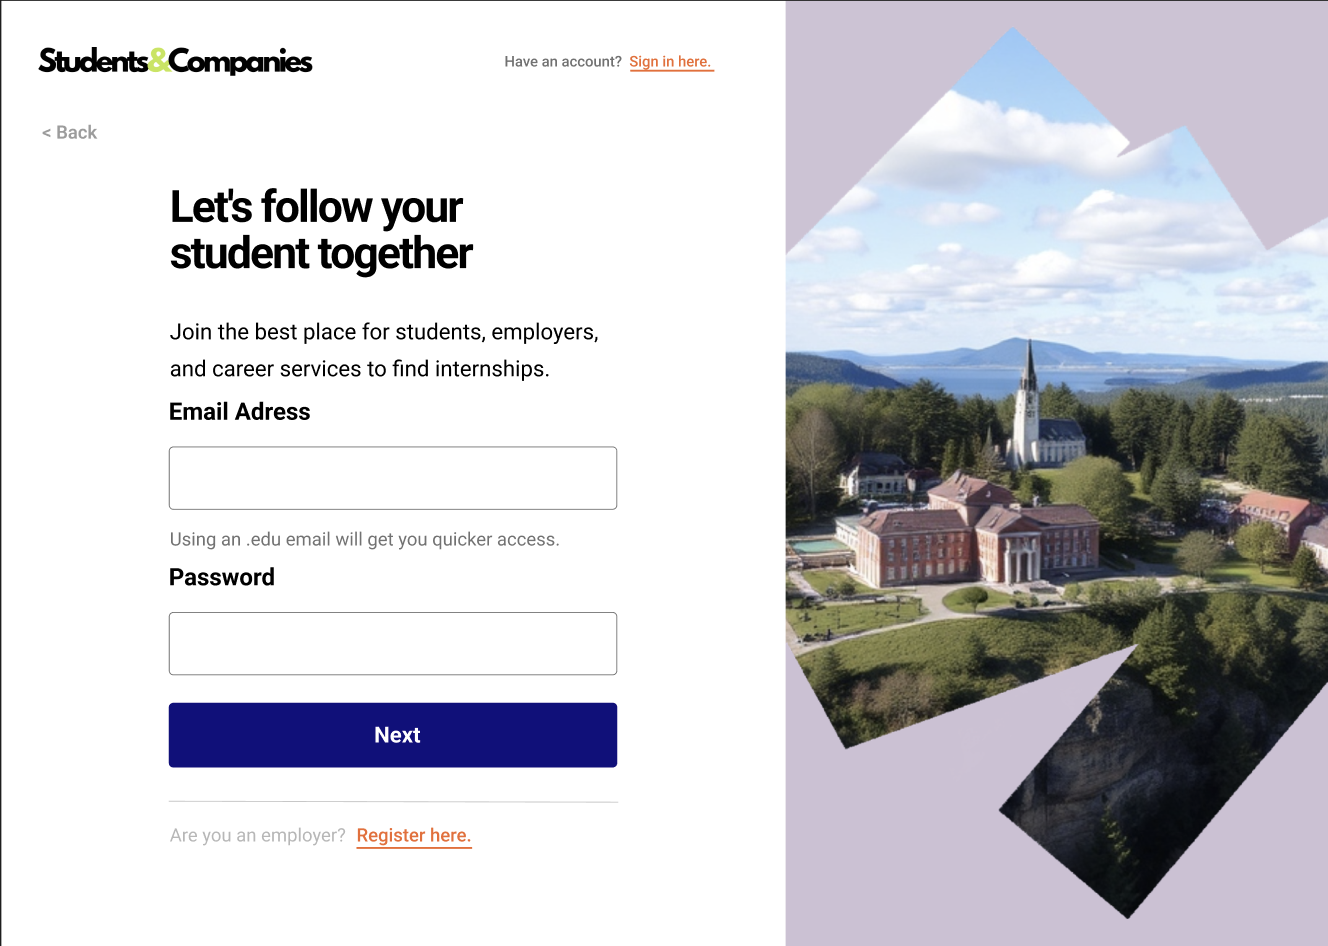 Students&Companies
Have an account? Sign in here.
< Back
Let's follow your
student together
Join the best place for students, employers,
and career services to find internships.
Email Adress
Using an .edu email will get you quicker access.
Password
Next
Are you an employer? Register here.